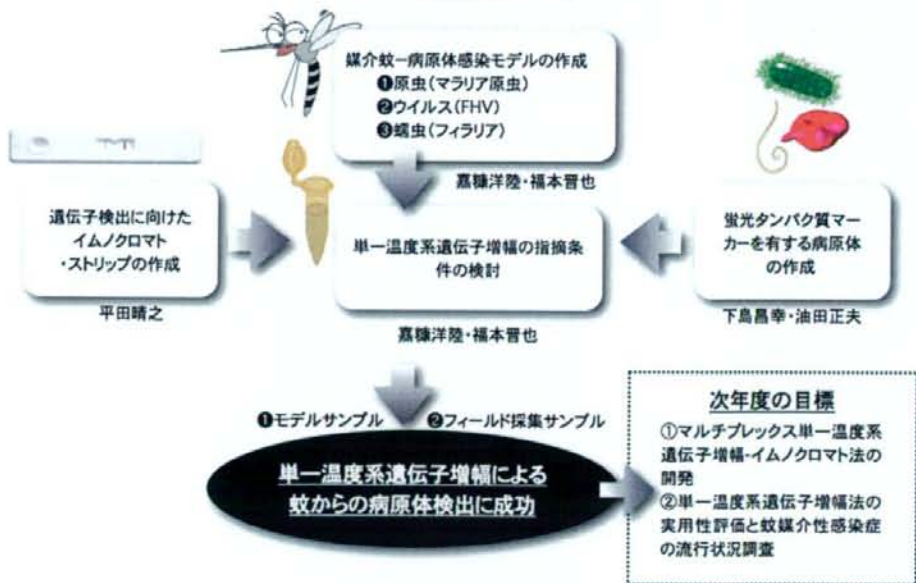 媒介蚊ー病原体感染モデルの作成
❶原虫(マラリア原虫)
❷ウイルス(FHV)
❸蠕虫(フィラリア)
嘉糠洋陸・福本晋也
遺伝子検出に向けた
イムノクロマト
・ストリップの作成
平田晴之
単一温度系遺伝子増幅の指摘条
件の検討
嘉糠洋陸・福本晋也
蛍光タンパク質マー
カーを有する病原体
の作成
下島昌幸・油田正夫
❶モデルサンプル
❷フィールド採集サンプル
単一温度系遺伝子増幅による
蚊からの病原体検出に成功
次年度の目標
①マルチプレックス単一温度系
遺伝子増幅-イムノクロマト法の
開発
②単一温度系遺伝子増幅法の
実用性評価と蚊媒介性感染症
の流行状況調査